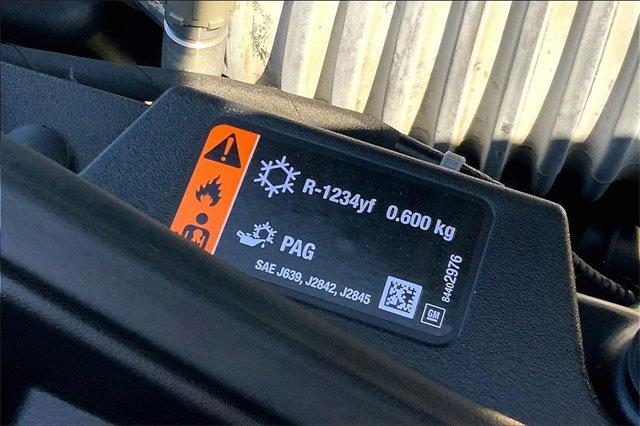 R-1234yf 0.600 kg
PAG
SAE J639, J2842, J2845
84402976
GM